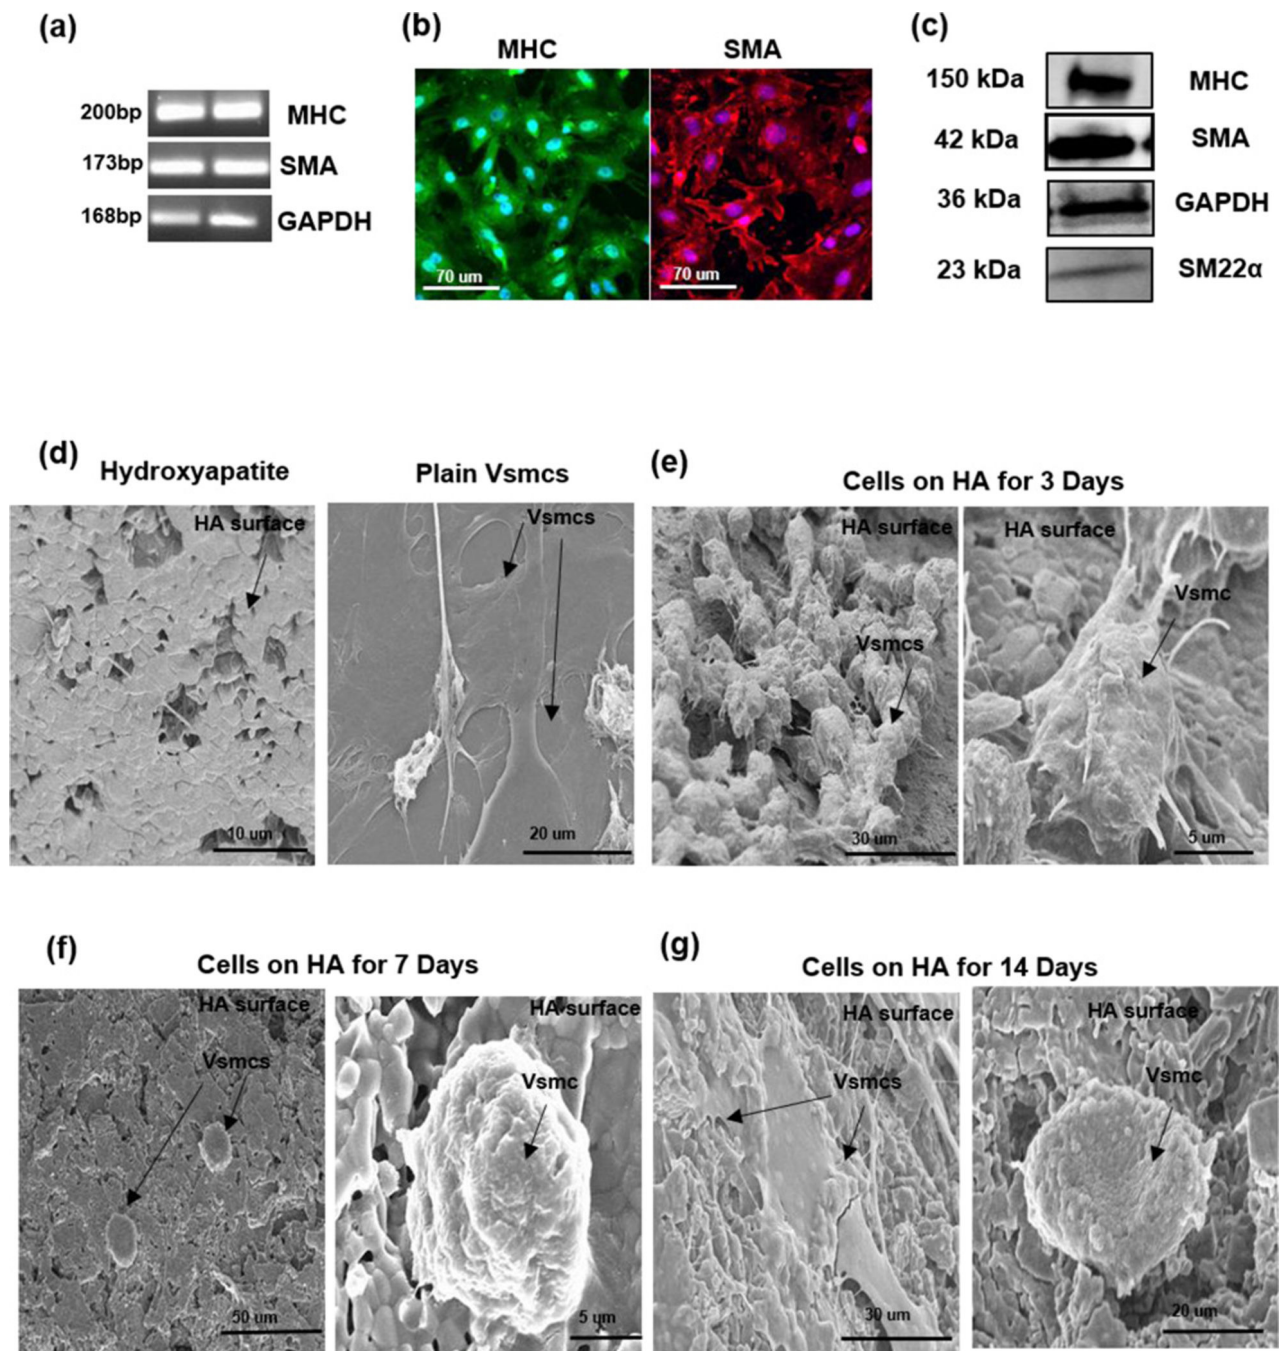 (a)
200bp MHC
173bp SMA
168bp GAPDH
(b)
MHC SMA
70 um 70 um
(c)
150 kDa MHC
42 kDa SMA
36 kDa GAPDH
23 kDa SM22α
(d)
Hydroxyapatite Plain Vsmcs
HA surface
Vsmcs
10 um
20 um
(e)
Cells on HA for 3 Days
HA surface HA surface
Vsmc
Vsmcs
30 um 5 um
(f)
Cells on HA for 7 Days
HA surface HA surface
Vsmcs
Vsmc
50 um 5 um
(g)
Cells on HA for 14 Days
HA surface HA surface
Vsmcs Vsmc
30 um 20 um